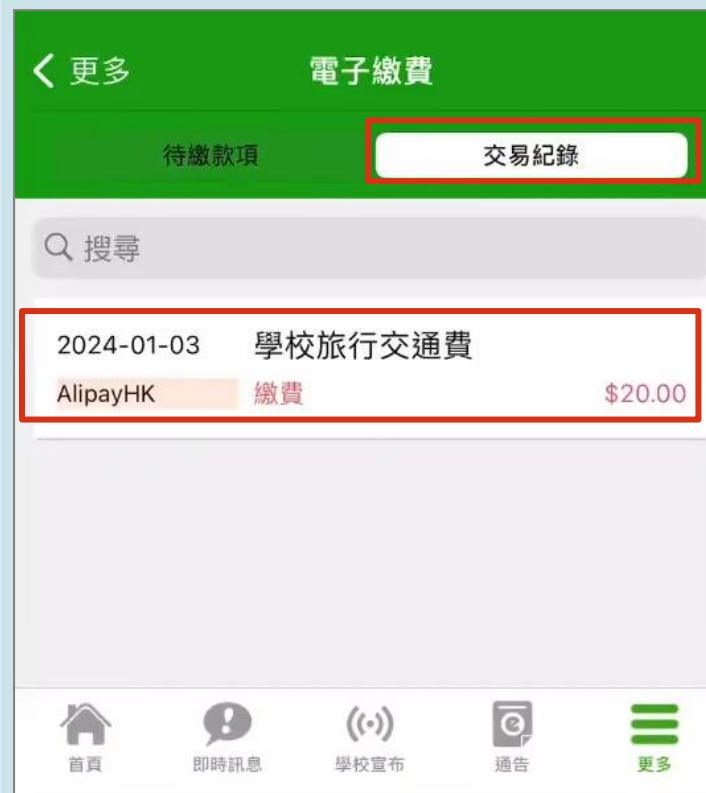 更多 電子繳費
待繳款項 交易紀錄
搜尋
2024-01-03 學校旅行交通費
AlipayHK 繳費 $20.00
首頁 即時訊息 學校宣布 通告 更多